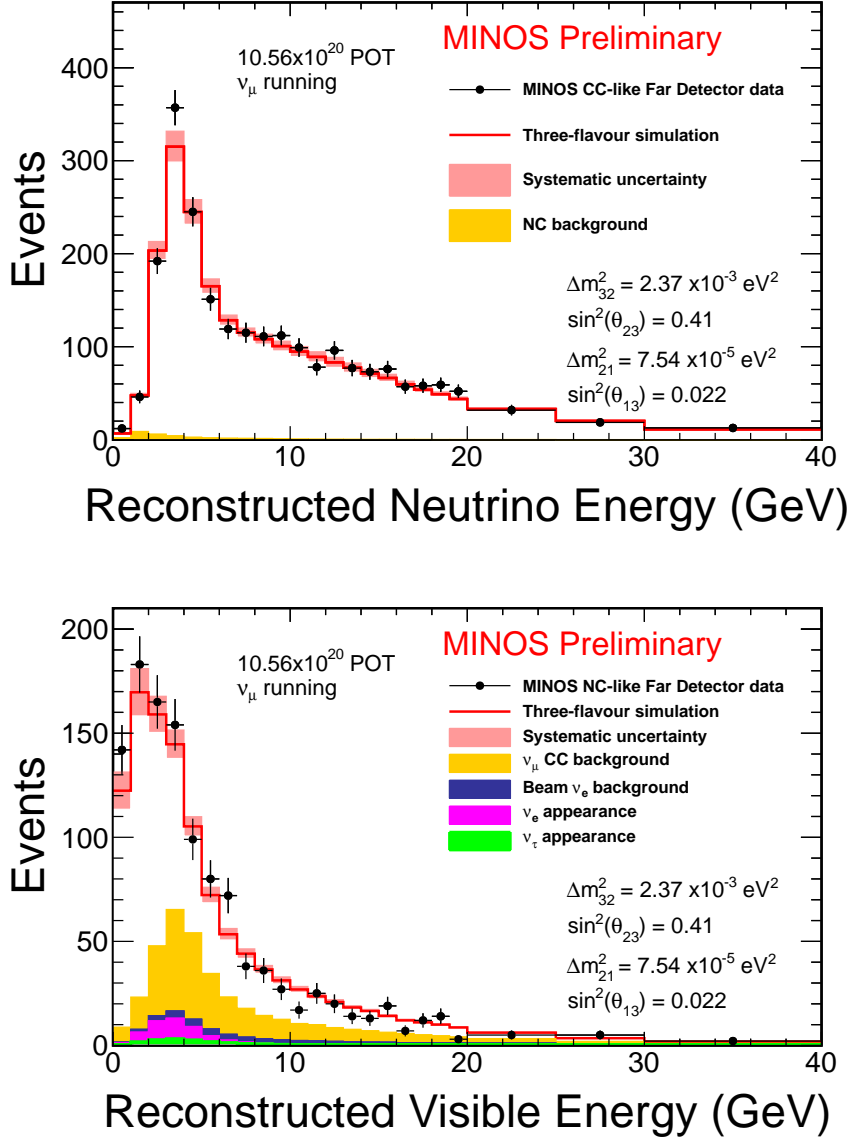 MINOS Preliminary
10.56x10²⁰ POT
νμ running
MINOS CC-like Far Detector data
Three-flavour simulation
Systematic uncertainty
NC background
Δm²₃₂ = 2.37 x10⁻³ eV²
sin²(θ₂₃) = 0.41
Δm²₂₁ = 7.54 x10⁻⁵ eV²
sin²(θ₁₃) = 0.022
Events
400
300
200
100
0
0 10 20 30 40
Reconstructed Neutrino Energy (GeV)
MINOS Preliminary
10.56x10²⁰ POT
νμ running
MINOS NC-like Far Detector data
Three-flavour simulation
Systematic uncertainty
νμ CC background
Beam νe background
νe appearance
ντ appearance
Δm²₃₂ = 2.37 x10⁻³ eV²
sin²(θ₂₃) = 0.41
Δm²₂₁ = 7.54 x10⁻⁵ eV²
sin²(θ₁₃) = 0.022
Events
200
150
100
50
0
0 10 20 30 40
Reconstructed Visible Energy (GeV)